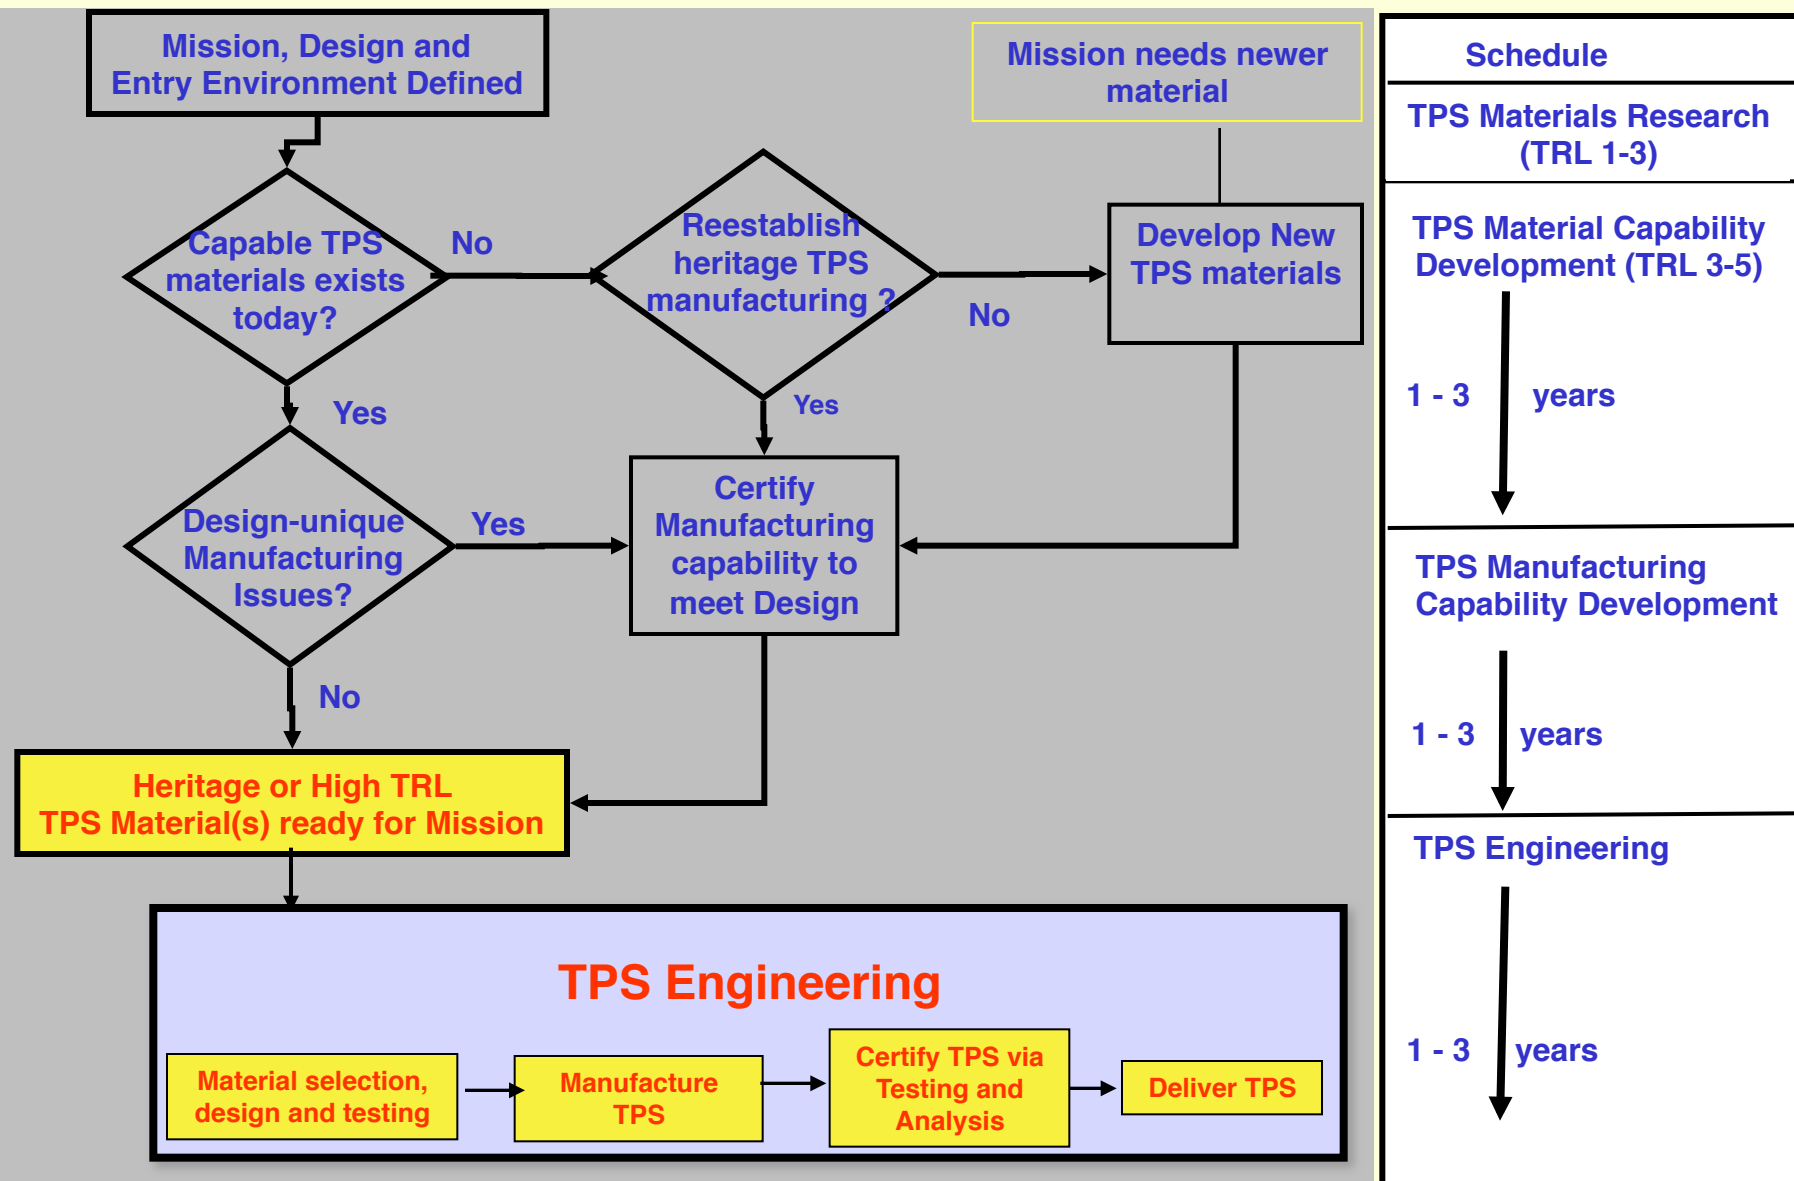 Mission, Design and
Entry Environment Defined
Mission needs newer
material
Capable TPS
materials exists
today?
No
Reestablish
heritage TPS
manufacturing ?
No
Develop New
TPS materials
Yes
Yes
Design-unique
Manufacturing
Issues?
Yes
Certify
Manufacturing
capability to
meet Design
No
Heritage or High TRL
TPS Material(s) ready for Mission
TPS Engineering
Material selection,
design and testing
Manufacture
TPS
Certify TPS via
Testing and
Analysis
Deliver TPS
Schedule
TPS Materials Research
(TRL 1-3)
TPS Material Capability
Development (TRL 3-5)
1 - 3 years
TPS Manufacturing
Capability Development
1 - 3 years
TPS Engineering
1 - 3 years